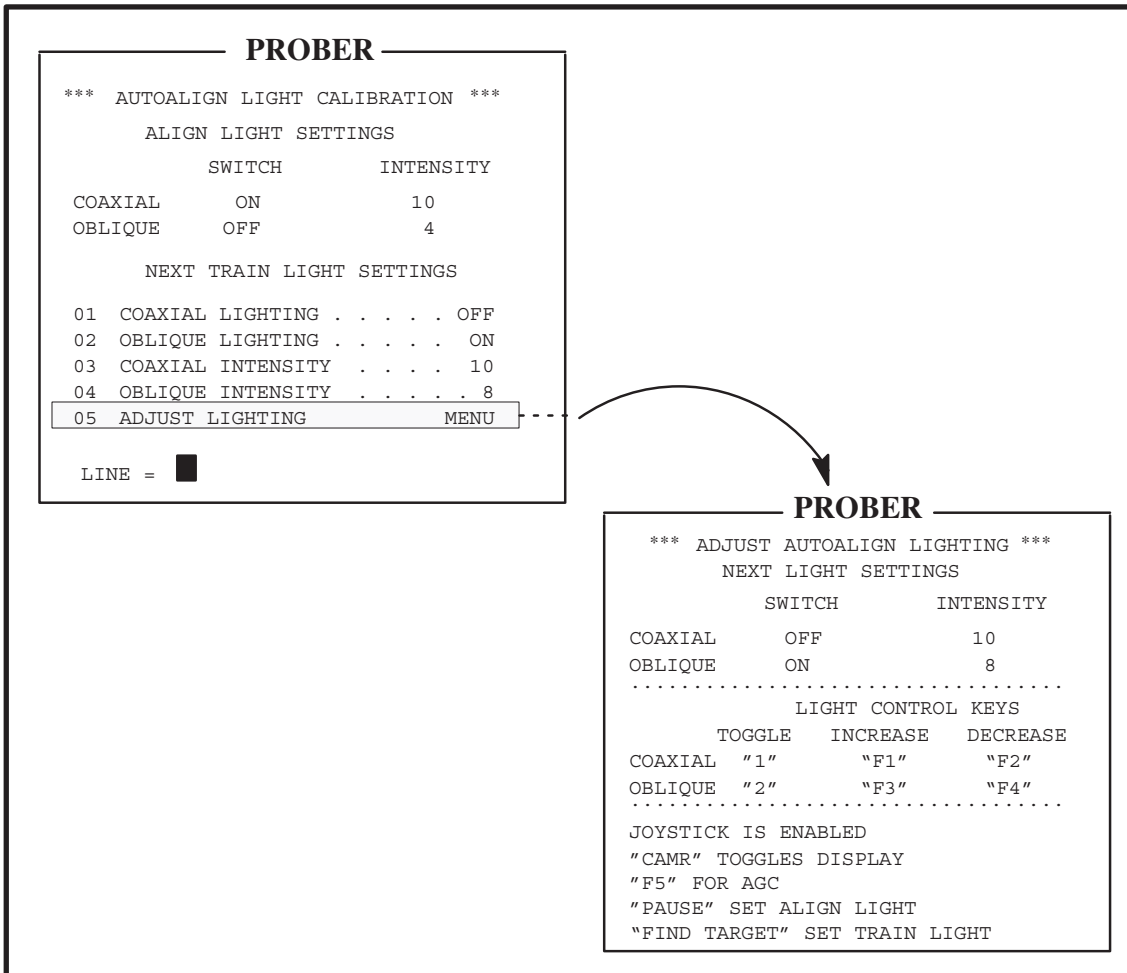 PROBER
*** AUTOALIGN LIGHT CALIBRATION ***
ALIGN LIGHT SETTINGS
SWITCH INTENSITY
COAXIAL ON 10
OBLIQUE OFF 4
NEXT TRAIN LIGHT SETTINGS
01 COAXIAL LIGHTING . . . . . OFF
02 OBLIQUE LIGHTING . . . . . ON
03 COAXIAL INTENSITY . . . . 10
04 OBLIQUE INTENSITY . . . . . 8
05 ADJUST LIGHTING MENU
LINE =
PROBER
*** ADJUST AUTOALIGN LIGHTING ***
NEXT LIGHT SETTINGS
SWITCH INTENSITY
COAXIAL OFF 10
OBLIQUE ON 8
. . . . . . . . . . . . . . . . . . . . . . . . . . . . . . . . . . .
LIGHT CONTROL KEYS
TOGGLE INCREASE DECREASE
COAXIAL ″1″ “F1″ “F2″
OBLIQUE ″2″ “F3″ “F4″
. . . . . . . . . . . . . . . . . . . . . . . . . . . . . . . . . . .
JOYSTICK IS ENABLED
″CAMR″ TOGGLES DISPLAY
″F5″ FOR AGC
″PAUSE″ SET ALIGN LIGHT
“FIND TARGET″ SET TRAIN LIGHT